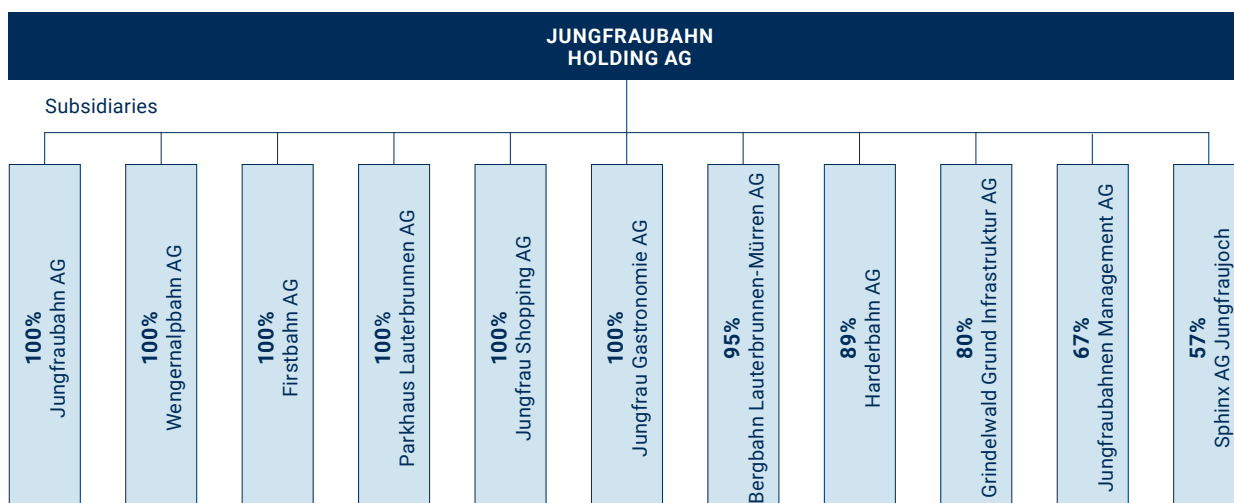 JUNGFRAUBAHN
HOLDING AG
Subsidiaries
100%
Jungfraubahn AG
100%
Wengernalpbahn AG
100%
Firstbahn AG
100%
Parkhaus Lauterbrunnen AG
100%
Jungfrau Shopping AG
100%
Jungfrau Gastronomie AG
95%
Bergbahn Lauterbrunnen-Mürren AG
89%
Harderbahn AG
80%
Grindelwald Grund Infrastruktur AG
67%
Jungfraubahnen Management AG
57%
Sphinx AG Jungfraujoch